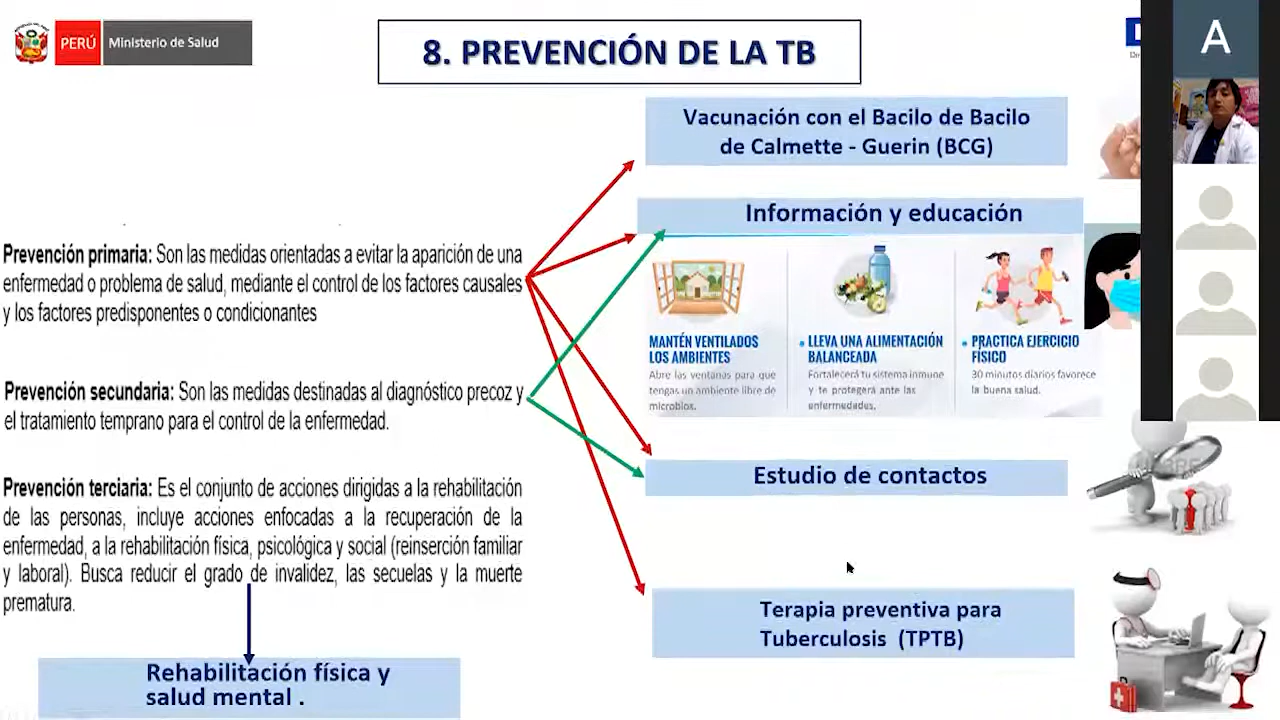 PERÚ
Ministerio de Salud
8. PREVENCIÓN DE LA TB
A
Vacunación con el Bacilo de Bacilo
de Calmette - Guerin (BCG)
Información y educación
MANTÉN VENTILADOS
LOS AMBIENTES
Abre las ventanas para que
tengas un ambiente libre de
microbios.
• LLEVA UNA ALIMENTACIÓN
BALANCEADA
Fortalecerá tu sistema inmune
y te protegerá ante las
enfermedades.
• PRACTICA EJERCICIO
FÍSICO
30 minutos diarios favorece
la buena salud.
Estudio de contactos
Terapia preventiva para
Tuberculosis (TPTB)
Prevención primaria: Son las medidas orientadas a evitar la aparición de una
enfermedad o problema de salud, mediante el control de los factores causales
y los factores predisponentes o condicionantes
Prevención secundaria: Son las medidas destinadas al diagnóstico precoz y
el tratamiento temprano para el control de la enfermedad.
Prevención terciaria: Es el conjunto de acciones dirigidas a la rehabilitación
de las personas, incluye acciones enfocadas a la recuperación de la
enfermedad, a la rehabilitación física, psicológica y social (reinserción familiar
y laboral). Busca reducir el grado de invalidez, las secuelas y la muerte
prematura.
Rehabilitación física y
salud mental .